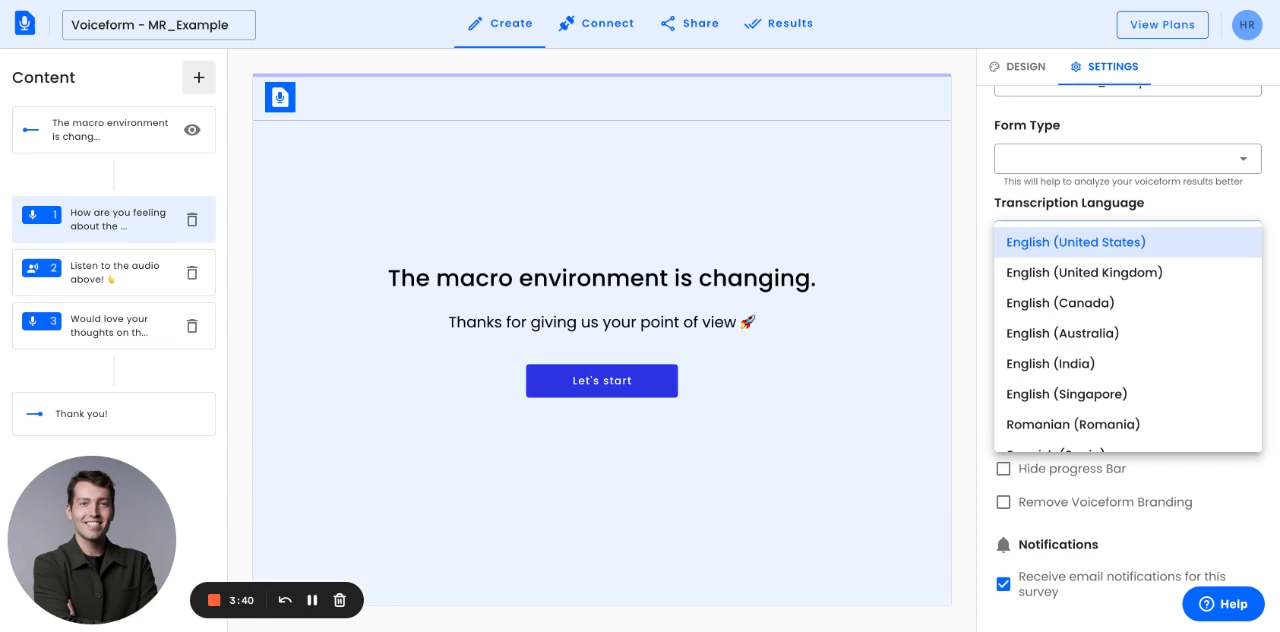 Voiceform - MR_Example
Create
Connect
Share
Results
View Plans
HR
Content
+
The macro environment
is chang...
1
How are you feeling
about the ...
2
Listen to the audio
above! 👆
3
Would love your
thoughts on th...
Thank you!
3:40
The macro environment is changing.
Thanks for giving us your point of view 🚀
Let's start
DESIGN
SETTINGS
Form Type
This will help to analyze your voiceform results better
Transcription Language
English (United States)
English (United Kingdom)
English (Canada)
English (Australia)
English (India)
English (Singapore)
Romanian (Romania)
Hide progress Bar
Remove Voiceform Branding
Notifications
Receive email notifications for this
survey
Help